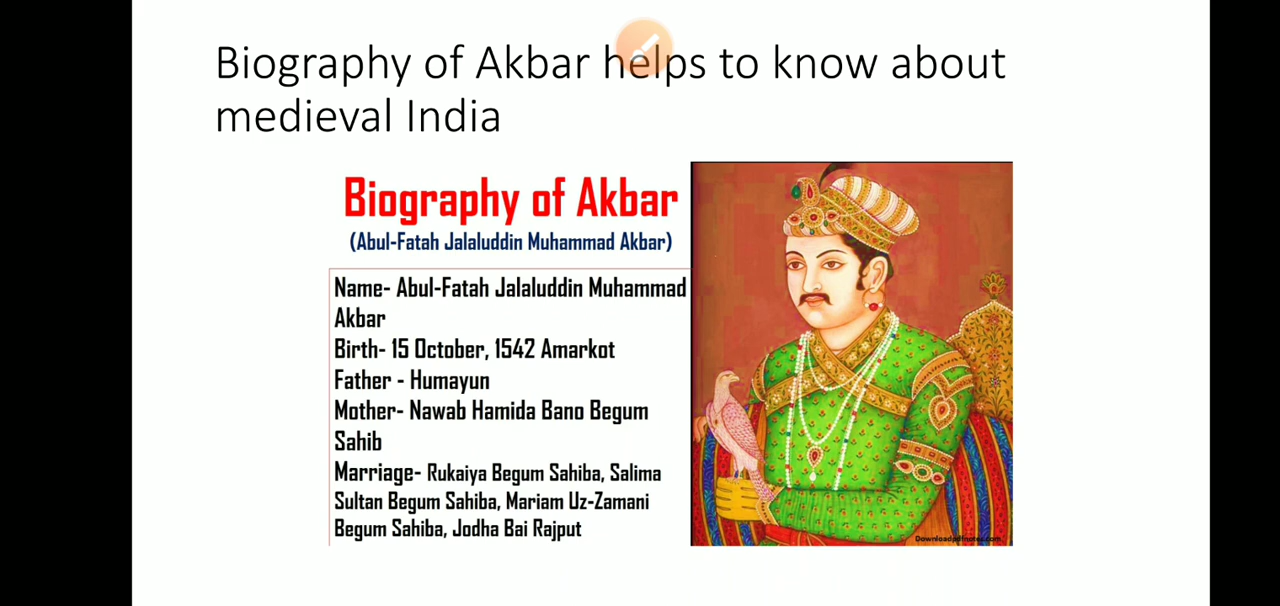 Biography of Akbar helps to know about
medieval India
Biography of Akbar
(Abul-Fatah Jalaluddin Muhammad Akbar)
Name- Abul-Fatah Jalaluddin Muhammad
Akbar
Birth- 15 October, 1542 Amarkot
Father - Humayun
Mother- Nawab Hamida Bano Begum
Sahib
Marriage- Rukaiya Begum Sahiba, Salima
Sultan Begum Sahiba, Mariam Uz-Zamani
Begum Sahiba, Jodha Bai Rajput
Downloadpdfnotes.com